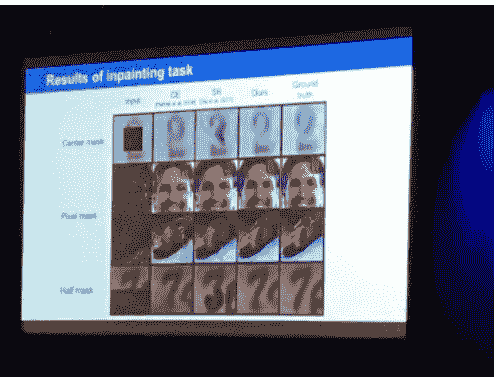 Results of inpainting task
Input CE SII Ours Ground truth
Center mask
Pixel mask
Half mask